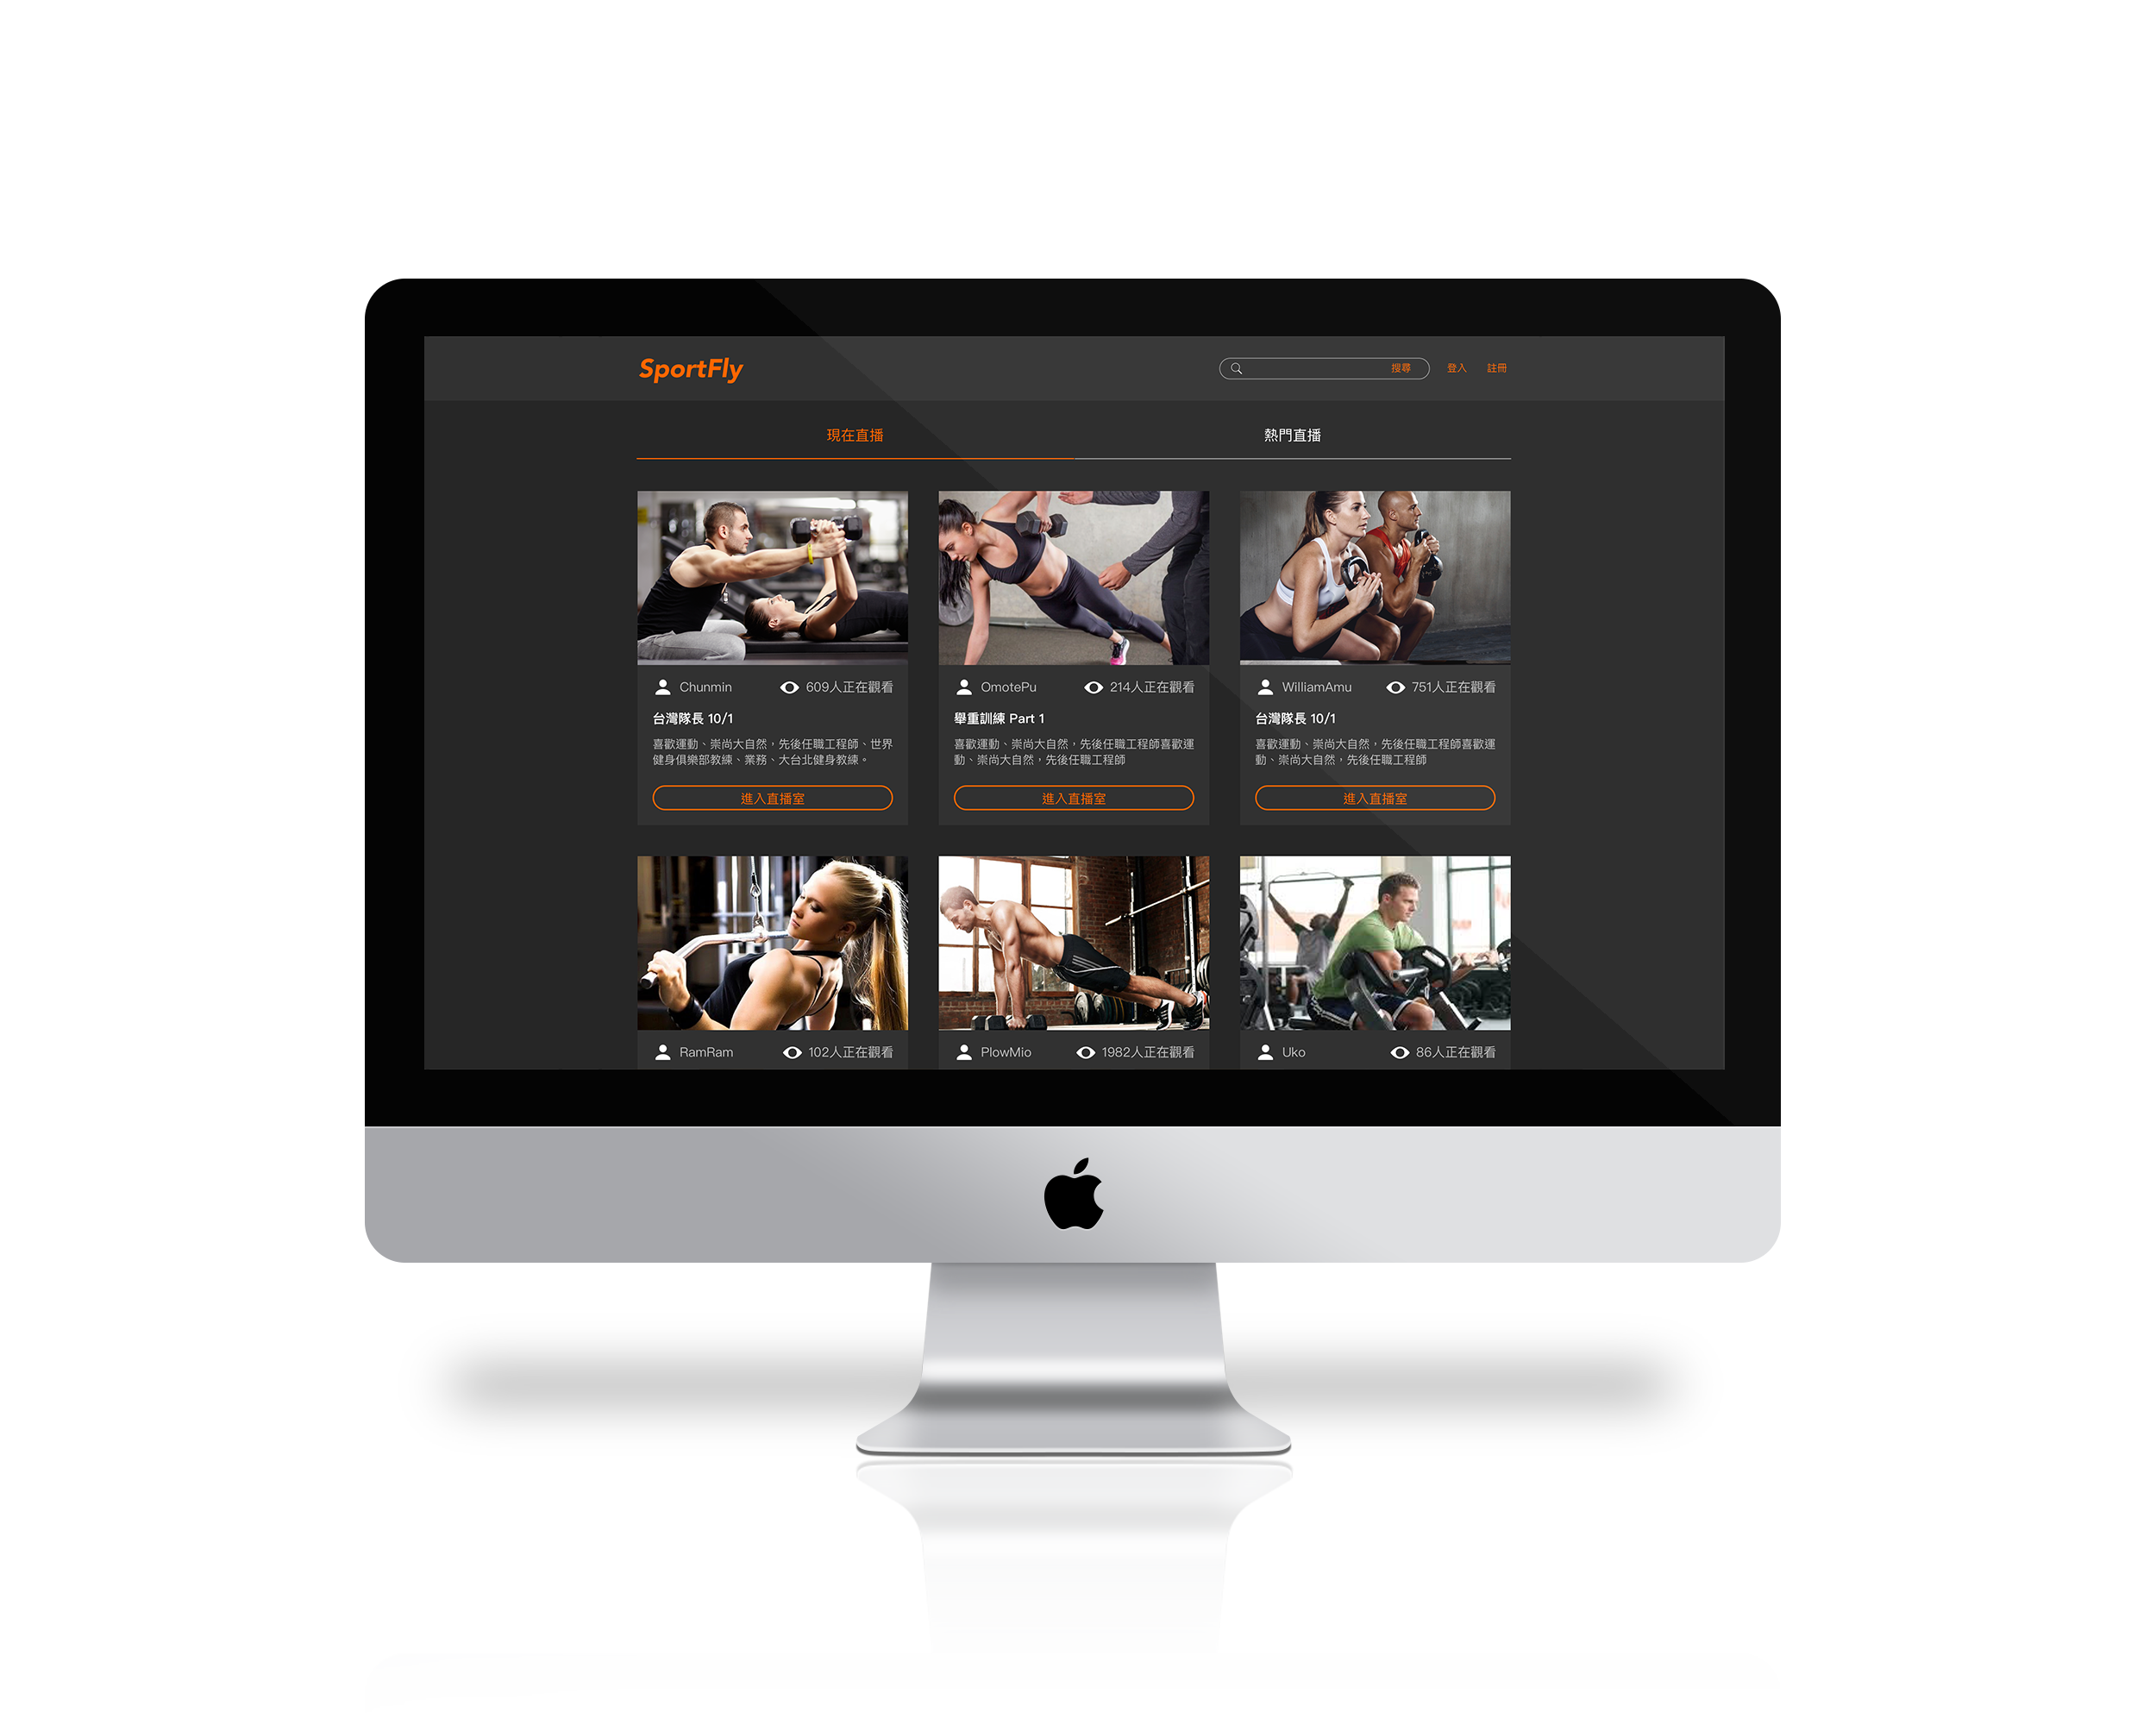 SportFly
搜尋 登入 註冊
現在直播 熱門直播
Chunmin 609人正在觀看
台灣隊長 10/1
喜歡運動、崇尚大自然，先後任職工程師、世界
健身俱樂部教練、業務、大台北健身教練。
進入直播室
OmotePu 214人正在觀看
舉重訓練 Part 1
喜歡運動、崇尚大自然，先後任職工程師喜歡運
動、崇尚大自然，先後任職工程師
進入直播室
WilliamAmu 751人正在觀看
台灣隊長 10/1
喜歡運動、崇尚大自然，先後任職工程師喜歡運
動、崇尚大自然，先後任職工程師
進入直播室
RamRam 102人正在觀看
PlowMio 1982人正在觀看
Uko 86人正在觀看